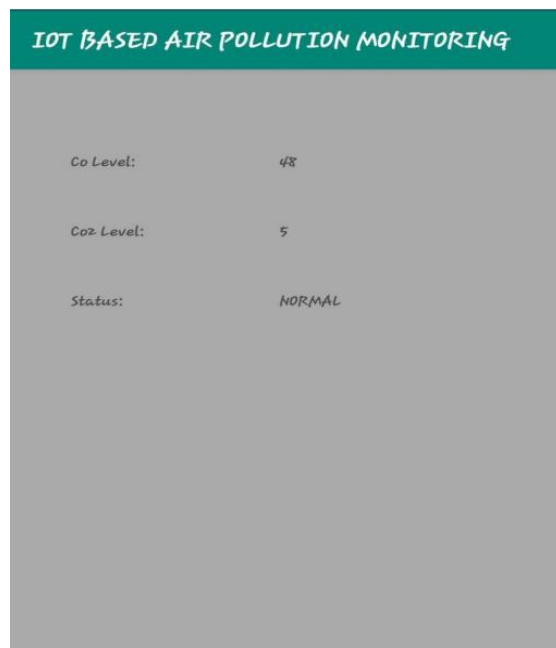 IOT BASED AIR POLLUTION MONITORING
Co Level: 48
Co2 Level: 5
Status: NORMAL